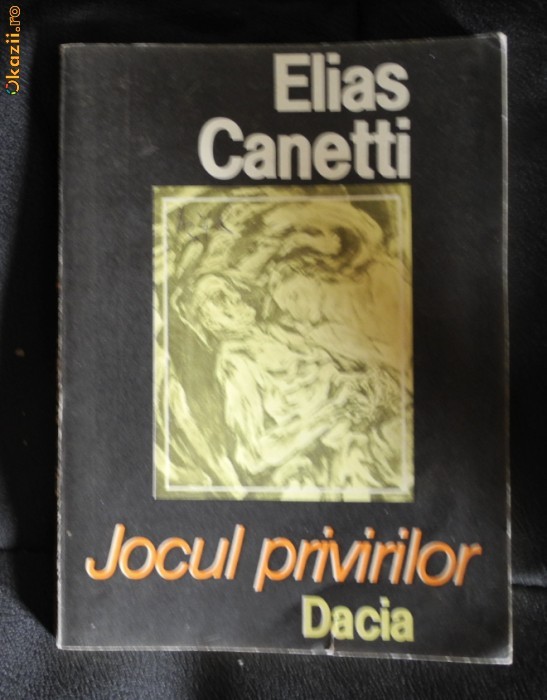 Okazii.ro
Elias
Canetti
Jocul privirilor
Dacia